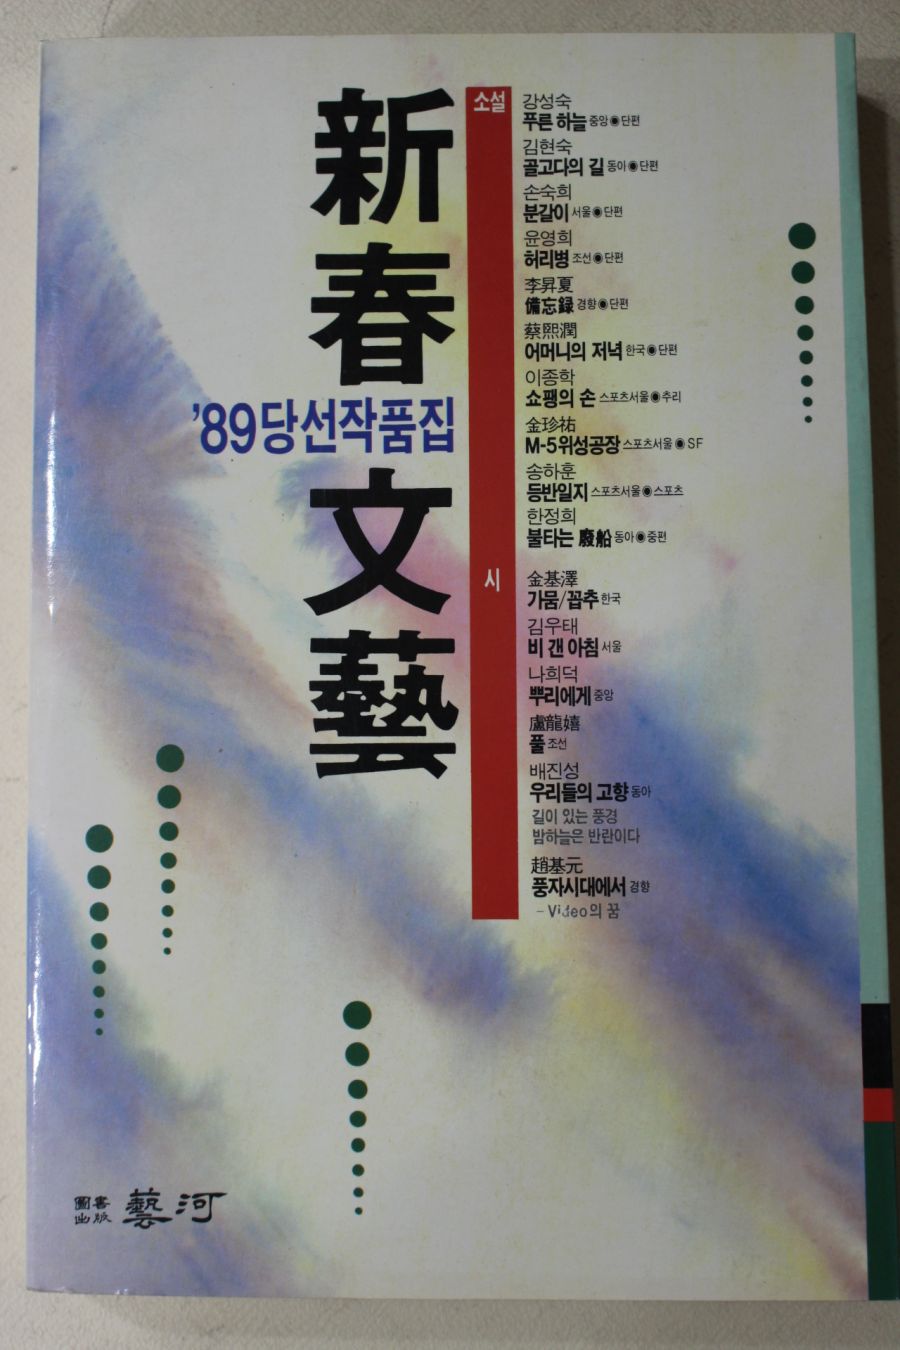 新春文藝
'89당선작품집
소설
강성숙
푸른 하늘 중앙◉단편
김현숙
골고다의 길 동아◉단편
손숙희
분갈이 서울◉단편
윤영희
허리병 조선◉단편
李昇夏
備忘録 경향◉단편
蔡熙潤
어머니의 저녁 한국◉단편
이종학
쇼팽의 손 스포츠서울◉추리
金珍祐
M-5위성공장 스포츠서울◉SF
송하훈
등반일지 스포츠서울◉스포츠
한정희
불타는 廢船 동아◉중편
시
金基澤
가뭄/꼽추 한국
김우태
비 갠 아침 서울
나희덕
뿌리에게 중앙
盧龍嬉
풀 조선
배진성
우리들의 고향 동아
길이 있는 풍경
밤하늘은 반란이다
趙基元
풍자시대에서 경향
-Video의 꿈
圖書出版 藝河